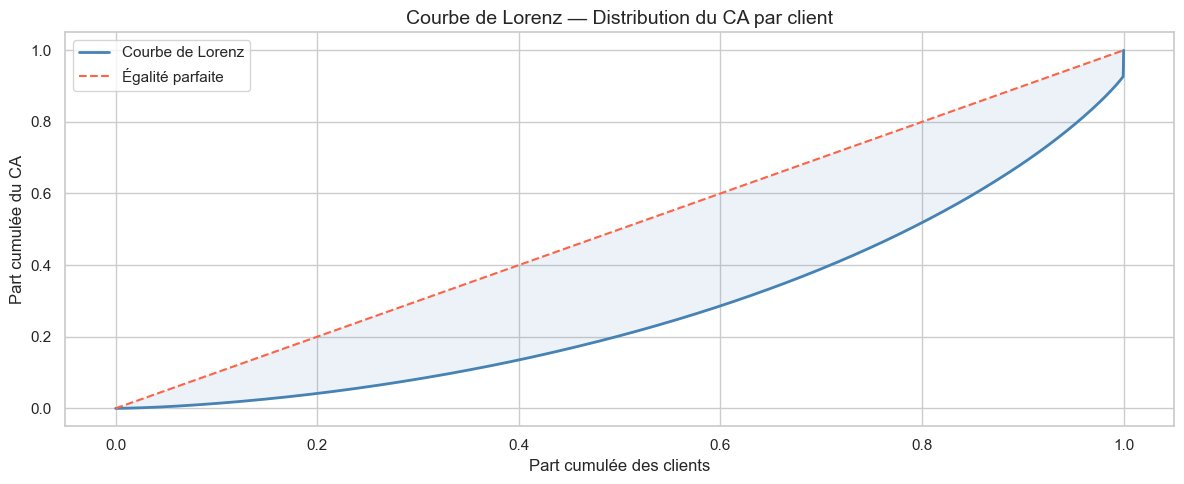 Courbe de Lorenz — Distribution du CA par client
Courbe de Lorenz
Égalité parfaite
Part cumulée du CA
1.0
0.8
0.6
0.4
0.2
0.0
0.0 0.2 0.4 0.6 0.8 1.0
Part cumulée des clients